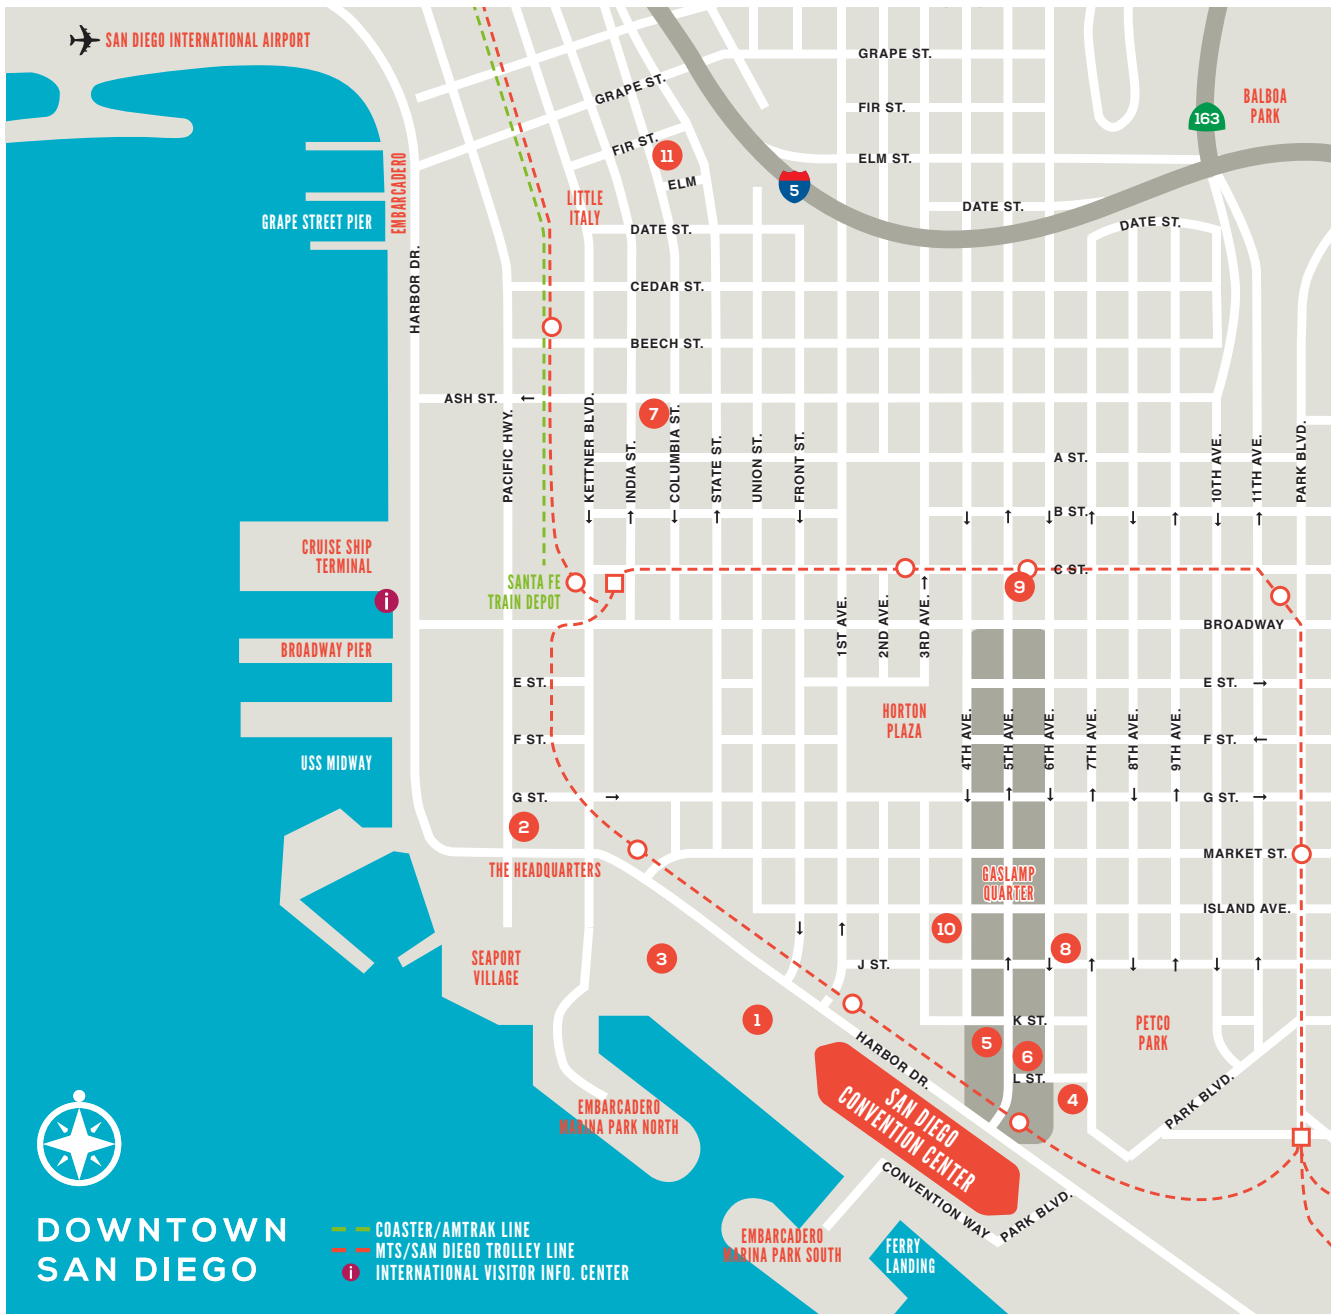 SAN DIEGO INTERNATIONAL AIRPORT
GRAPE ST.
GRAPE ST.
FIR ST.
FIR ST.
163
BALBOA
PARK
11
ELM ST.
ELM
5
EMBARCADERO
LITTLE
ITALY
GRAPE STREET PIER
DATE ST.
DATE ST.
DATE ST.
HARBOR DR.
CEDAR ST.
BEECH ST.
ASH ST.
7
PACIFIC HWY.
KETTNER BLVD.
INDIA ST.
COLUMBIA ST.
STATE ST.
UNION ST.
FRONT ST.
A ST.
10TH AVE.
11TH AVE.
PARK BLVD.
B ST.
CRUISE SHIP
TERMINAL
C ST.
SANTA FE
TRAIN DEPOT
9
i
1ST AVE.
2ND AVE.
3RD AVE.
BROADWAY
BROADWAY PIER
E ST.
E ST.
HORTON
PLAZA
4TH AVE.
5TH AVE.
6TH AVE.
7TH AVE.
8TH AVE.
9TH AVE.
F ST.
F ST.
USS MIDWAY
G ST.
G ST.
2
THE HEADQUARTERS
MARKET ST.
GASLAMP
QUARTER
ISLAND AVE.
10
8
SEAPORT
VILLAGE
3
J ST.
1
K ST.
PETCO
PARK
5
6
HARBOR DR.
L ST.
4
PARK BLVD.
SAN DIEGO
CONVENTION CENTER
EMBARCADERO
MARINA PARK NORTH
CONVENTION WAY
PARK BLVD.
EMBARCADERO
MARINA PARK SOUTH
FERRY
LANDING
DOWNTOWN
SAN DIEGO
COASTER/AMTRAK LINE
MTS/SAN DIEGO TROLLEY LINE
i INTERNATIONAL VISITOR INFO. CENTER